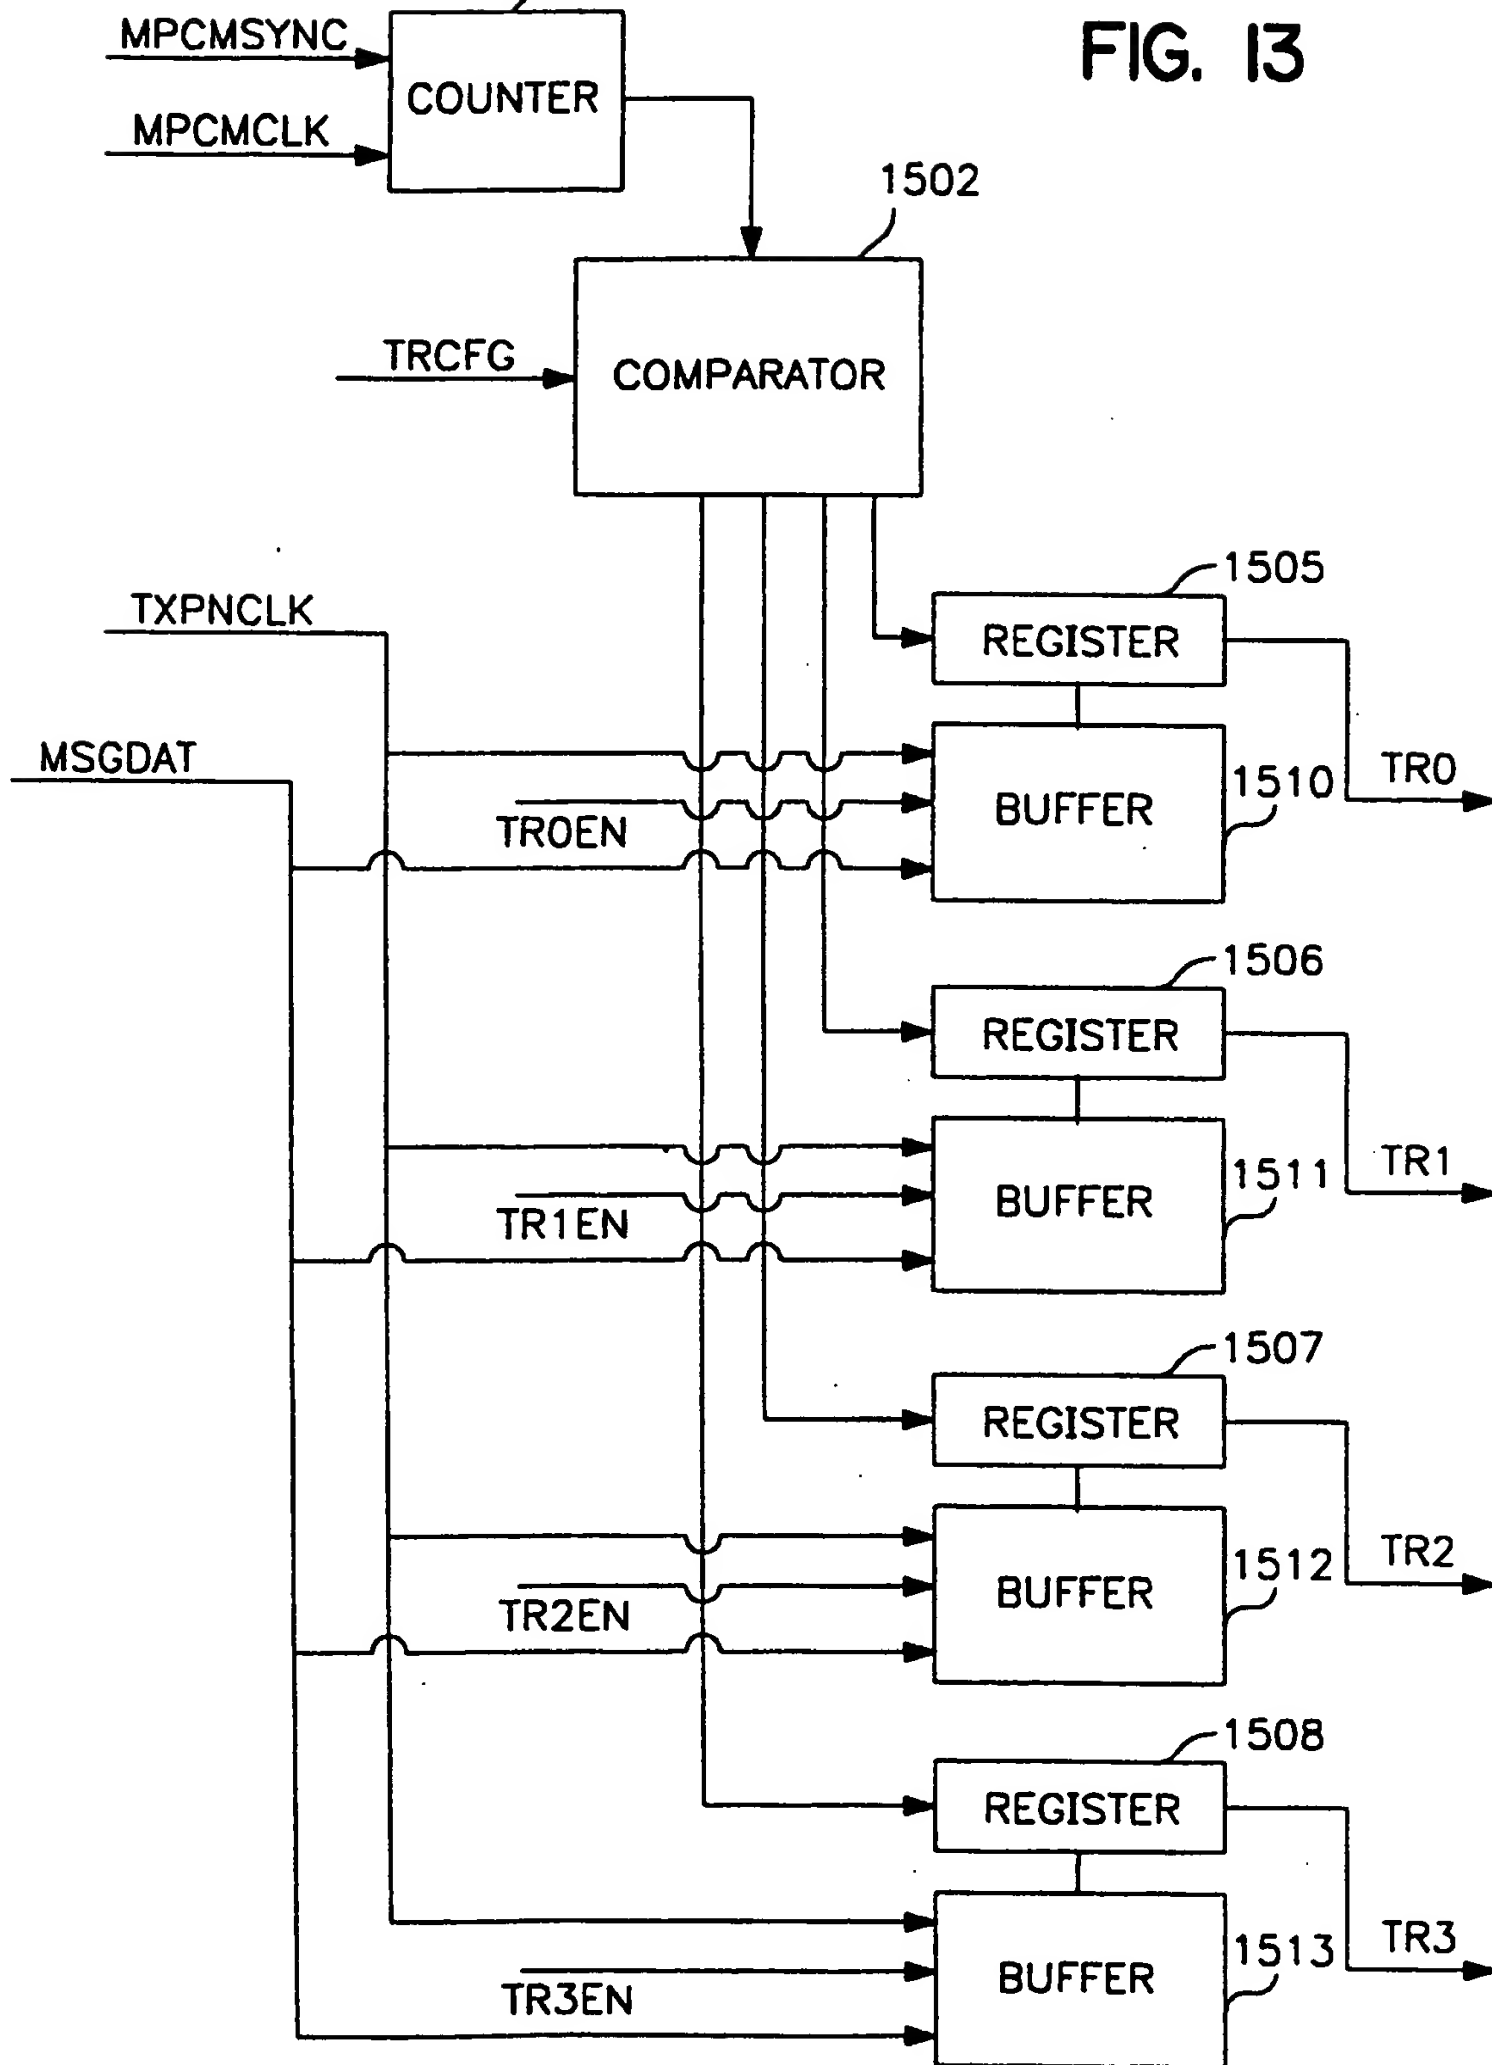 FIG. 13
MPCMSYNC
COUNTER
MPCMCLK
1502
TRCFG
COMPARATOR
1505
TXPNCLK
REGISTER
MSGDAT
TR0
1510
BUFFER
TR0EN
1506
REGISTER
TR1
1511
BUFFER
TR1EN
1507
REGISTER
TR2
1512
BUFFER
TR2EN
1508
REGISTER
TR3
1513
BUFFER
TR3EN